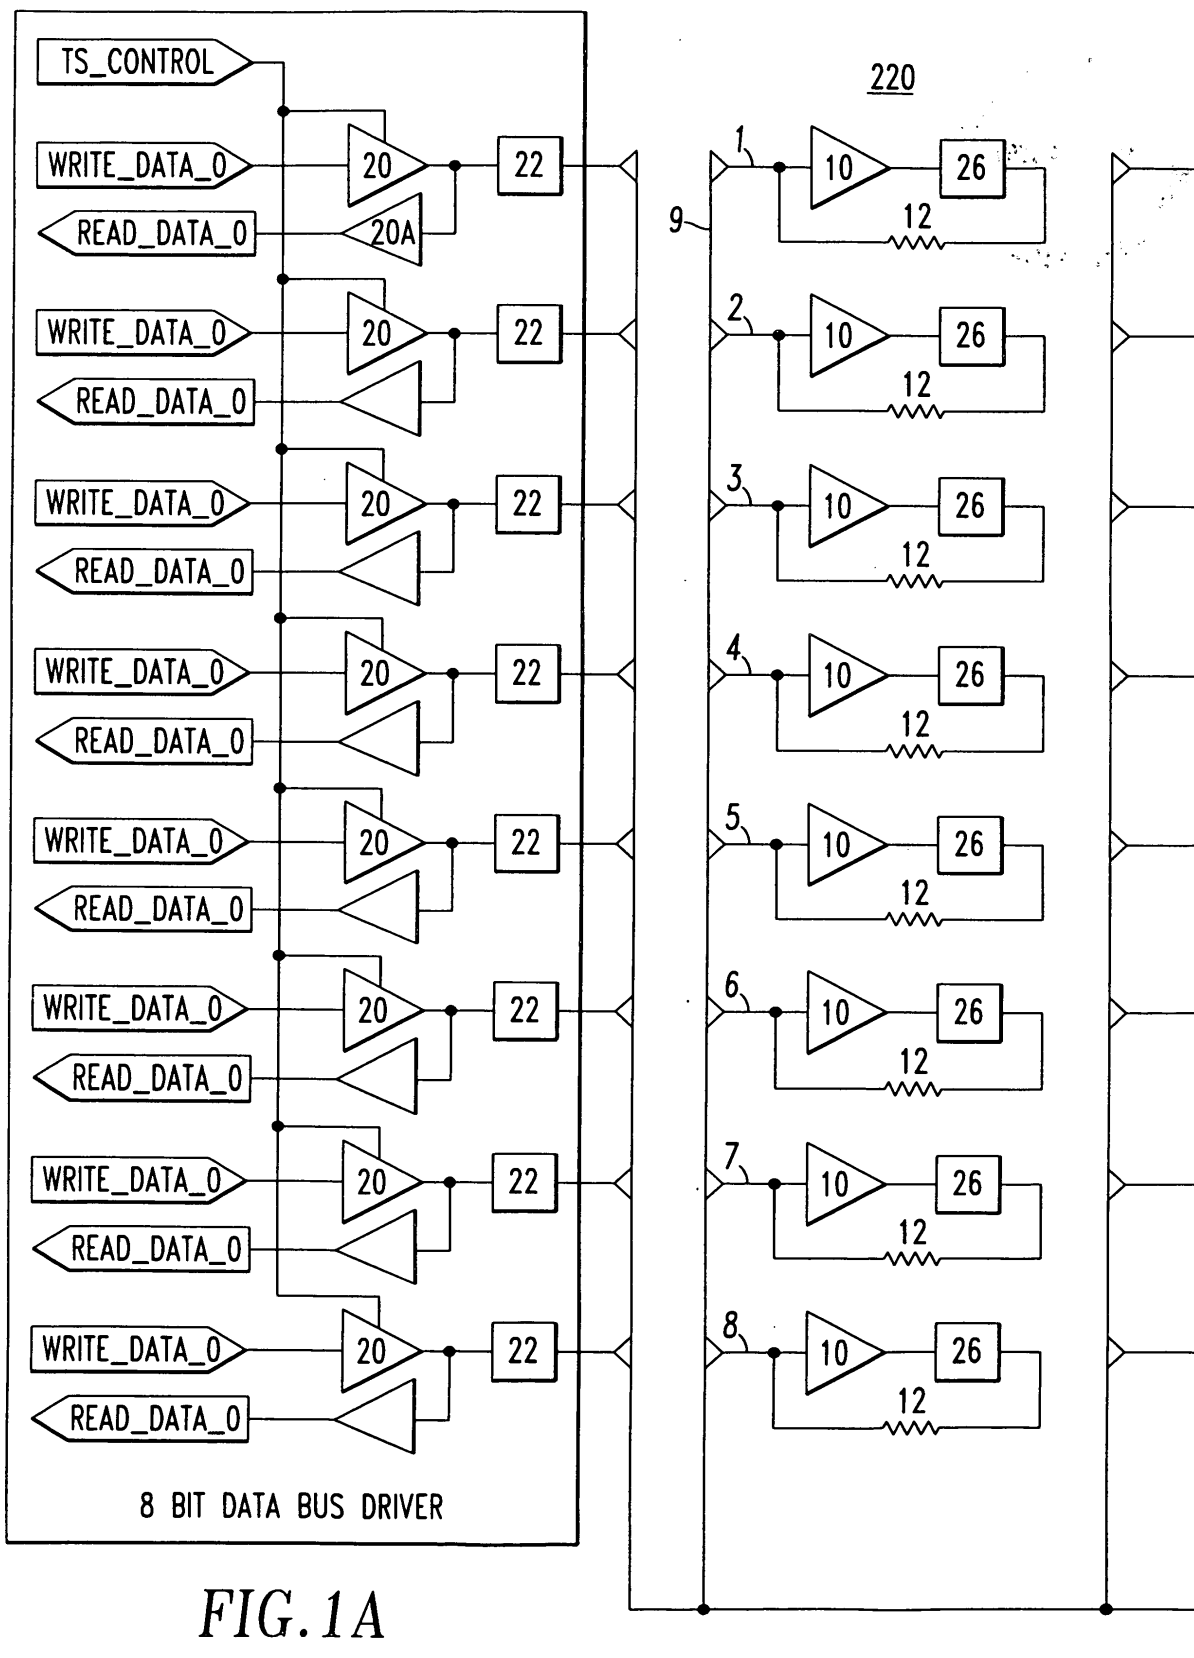 TS_CONTROL
220
WRITE_DATA_0 20 22 1 10 26
READ_DATA_0 20A 9 12
WRITE_DATA_0 20 22 2 10 26
READ_DATA_0 12
WRITE_DATA_0 20 22 3 10 26
READ_DATA_0 12
WRITE_DATA_0 20 22 4 10 26
READ_DATA_0 12
WRITE_DATA_0 20 22 5 10 26
READ_DATA_0 12
WRITE_DATA_0 20 22 6 10 26
READ_DATA_0 12
WRITE_DATA_0 20 22 7 10 26
READ_DATA_0 12
WRITE_DATA_0 20 22 8 10 26
READ_DATA_0 12
8 BIT DATA BUS DRIVER
FIG.1A